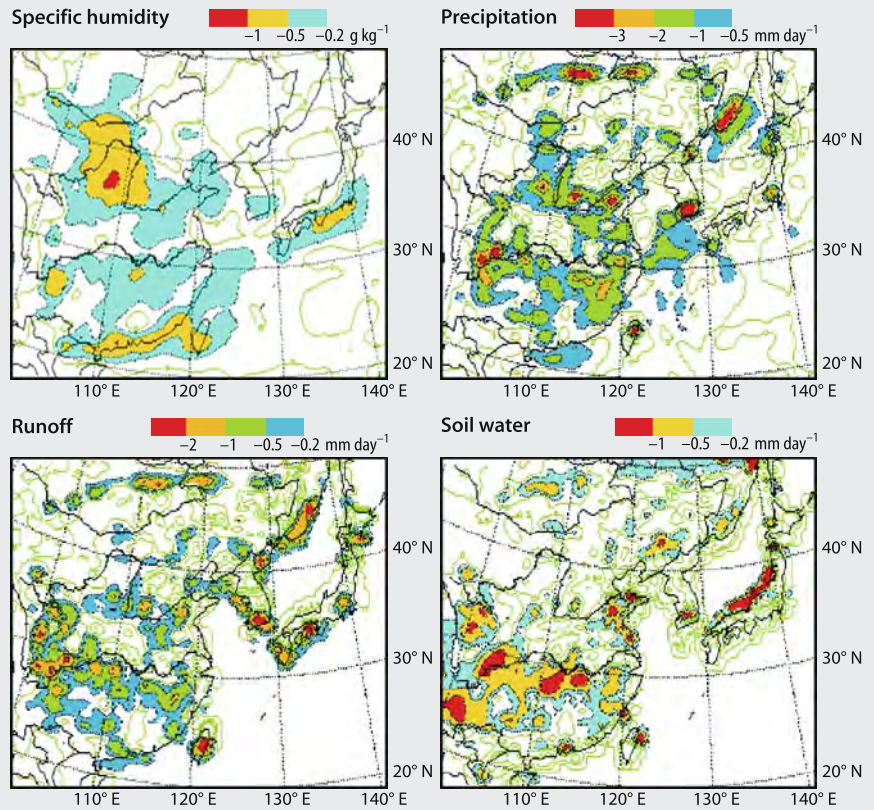 Specific humidity
−1 −0.5 −0.2 g kg⁻¹
Precipitation
−3 −2 −1 −0.5 mm day⁻¹
40° N
30° N
20° N
110° E 120° E 130° E 140° E
40° N
30° N
20° N
110° E 120° E 130° E 140° E
Runoff
−2 −1 −0.5 −0.2 mm day⁻¹
Soil water
−1 −0.5 −0.2 mm day⁻¹
40° N
30° N
20° N
110° E 120° E 130° E 140° E
40° N
30° N
20° N
110° E 120° E 130° E 140° E